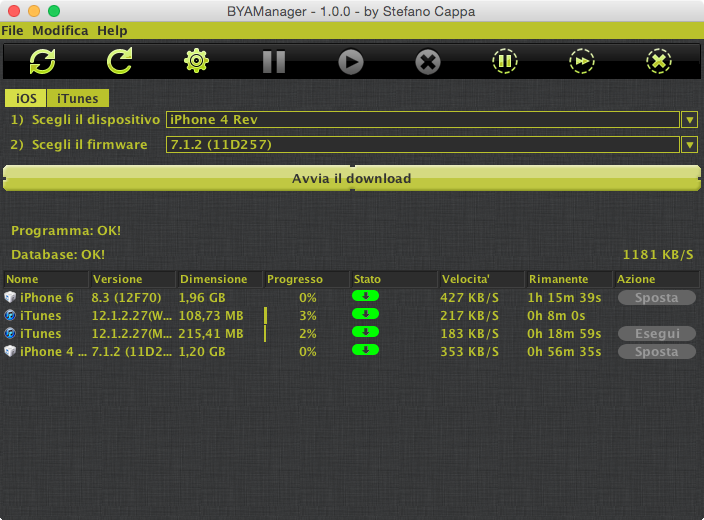 BYAManager - 1.0.0 - by Stefano Cappa
File Modifica Help
iOS iTunes
1) Scegli il dispositivo iPhone 4 Rev
2) Scegli il firmware 7.1.2 (11D257)
Avvia il download
Programma: OK!
Database: OK! 1181 KB/S
Nome Versione Dimensione Progresso Stato Velocita' Rimanente Azione
iPhone 6 8.3 (12F70) 1,96 GB 0% 427 KB/S 1h 15m 39s Sposta
iTunes 12.1.2.27(W... 108,73 MB 3% 217 KB/S 0h 8m 0s
iTunes 12.1.2.27(M... 215,41 MB 2% 183 KB/S 0h 18m 59s Esegui
iPhone 4 ... 7.1.2 (11D2... 1,20 GB 0% 353 KB/S 0h 56m 35s Sposta